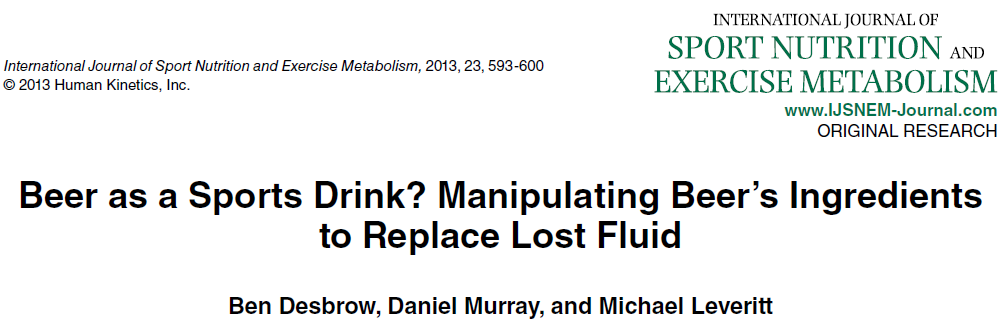 International Journal of Sport Nutrition and Exercise Metabolism, 2013, 23, 593-600
© 2013 Human Kinetics, Inc.
INTERNATIONAL JOURNAL OF
SPORT NUTRITION AND
EXERCISE METABOLISM
www.IJSNEM-Journal.com
ORIGINAL RESEARCH
Beer as a Sports Drink? Manipulating Beer’s Ingredients
to Replace Lost Fluid
Ben Desbrow, Daniel Murray, and Michael Leveritt